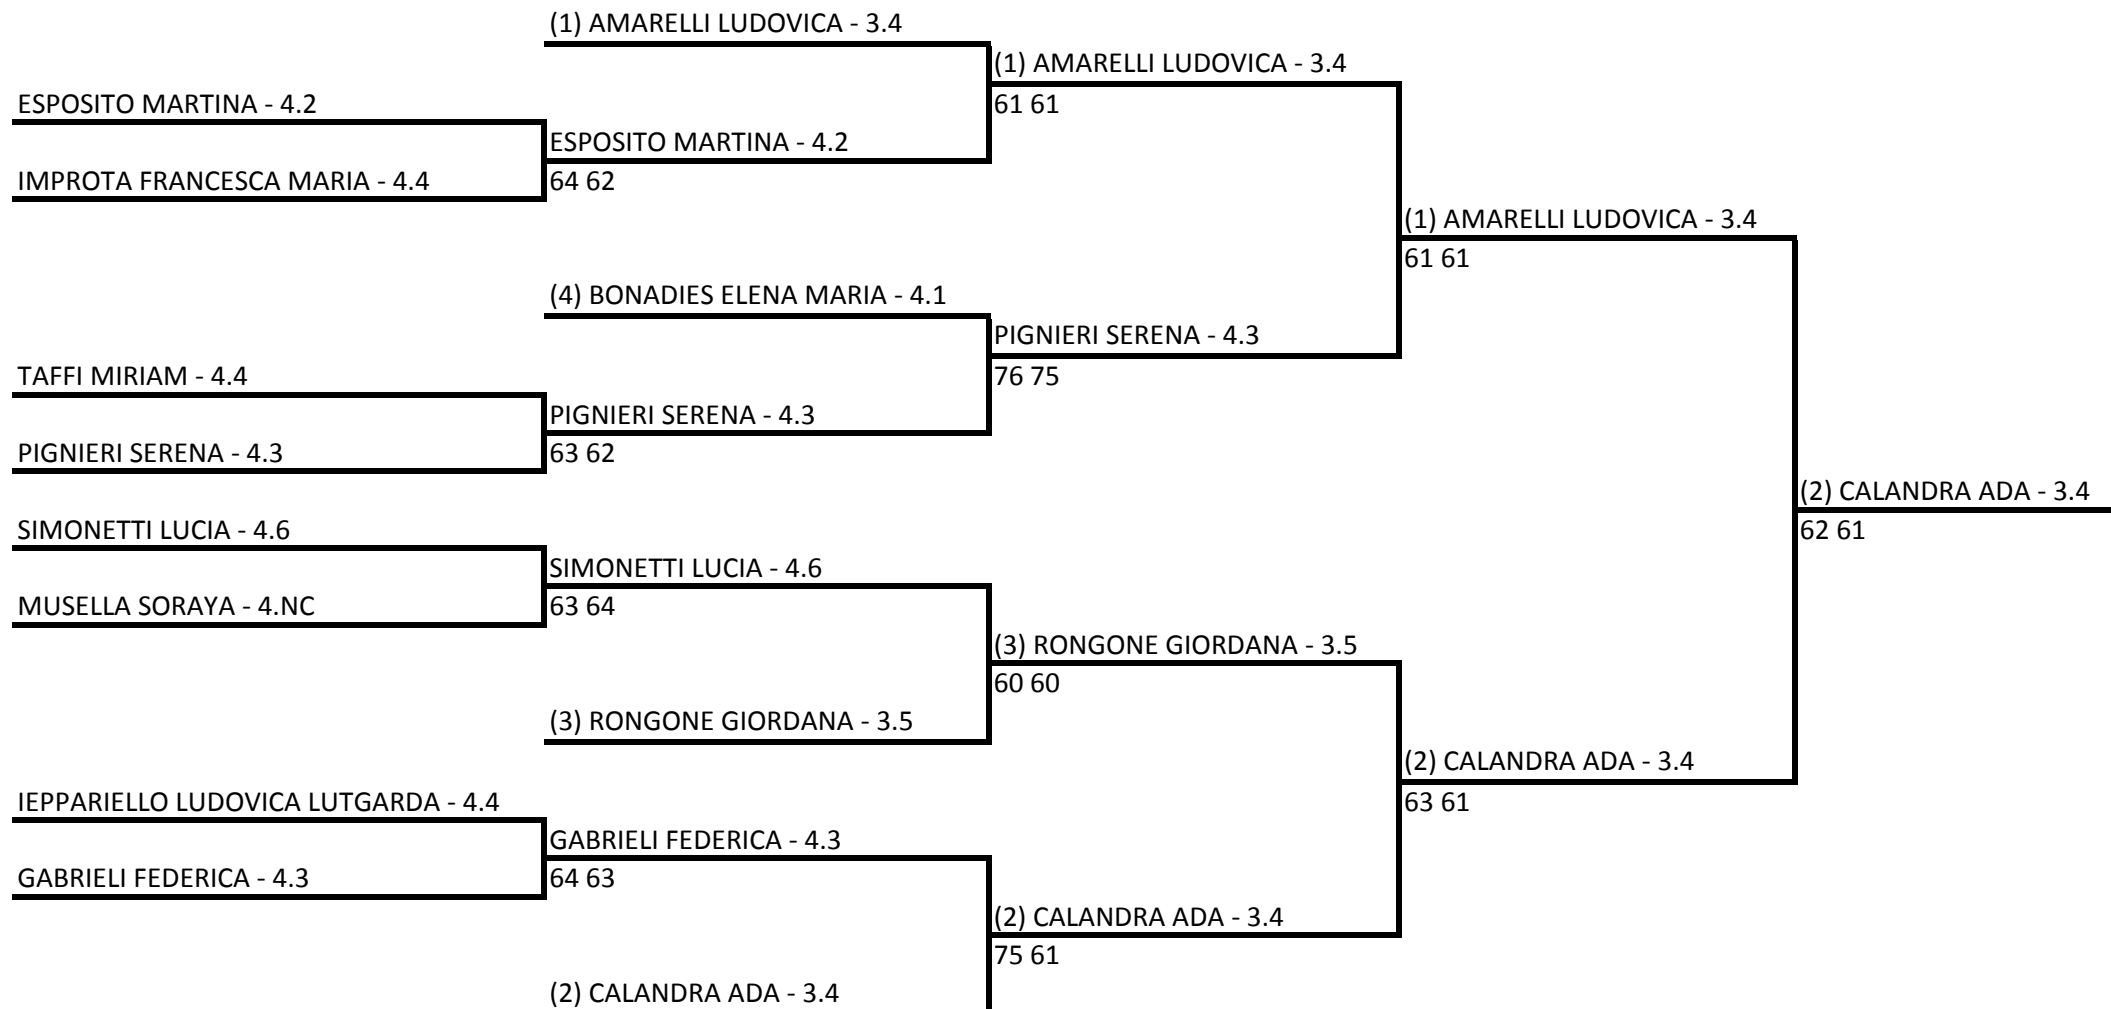 (1) AMARELLI LUDOVICA - 3.4
(1) AMARELLI LUDOVICA - 3.4
ESPOSITO MARTINA - 4.2
61 61
ESPOSITO MARTINA - 4.2
IMPROTA FRANCESCA MARIA - 4.4
64 62
(1) AMARELLI LUDOVICA - 3.4
61 61
(4) BONADIES ELENA MARIA - 4.1
PIGNIERI SERENA - 4.3
TAFFI MIRIAM - 4.4
76 75
PIGNIERI SERENA - 4.3
PIGNIERI SERENA - 4.3
63 62
(2) CALANDRA ADA - 3.4
SIMONETTI LUCIA - 4.6
62 61
SIMONETTI LUCIA - 4.6
MUSELLA SORAYA - 4.NC
63 64
(3) RONGONE GIORDANA - 3.5
60 60
(3) RONGONE GIORDANA - 3.5
(2) CALANDRA ADA - 3.4
IEPPARIELLO LUDOVICA LUTGARDA - 4.4
63 61
GABRIELI FEDERICA - 4.3
GABRIELI FEDERICA - 4.3
64 63
(2) CALANDRA ADA - 3.4
75 61
(2) CALANDRA ADA - 3.4